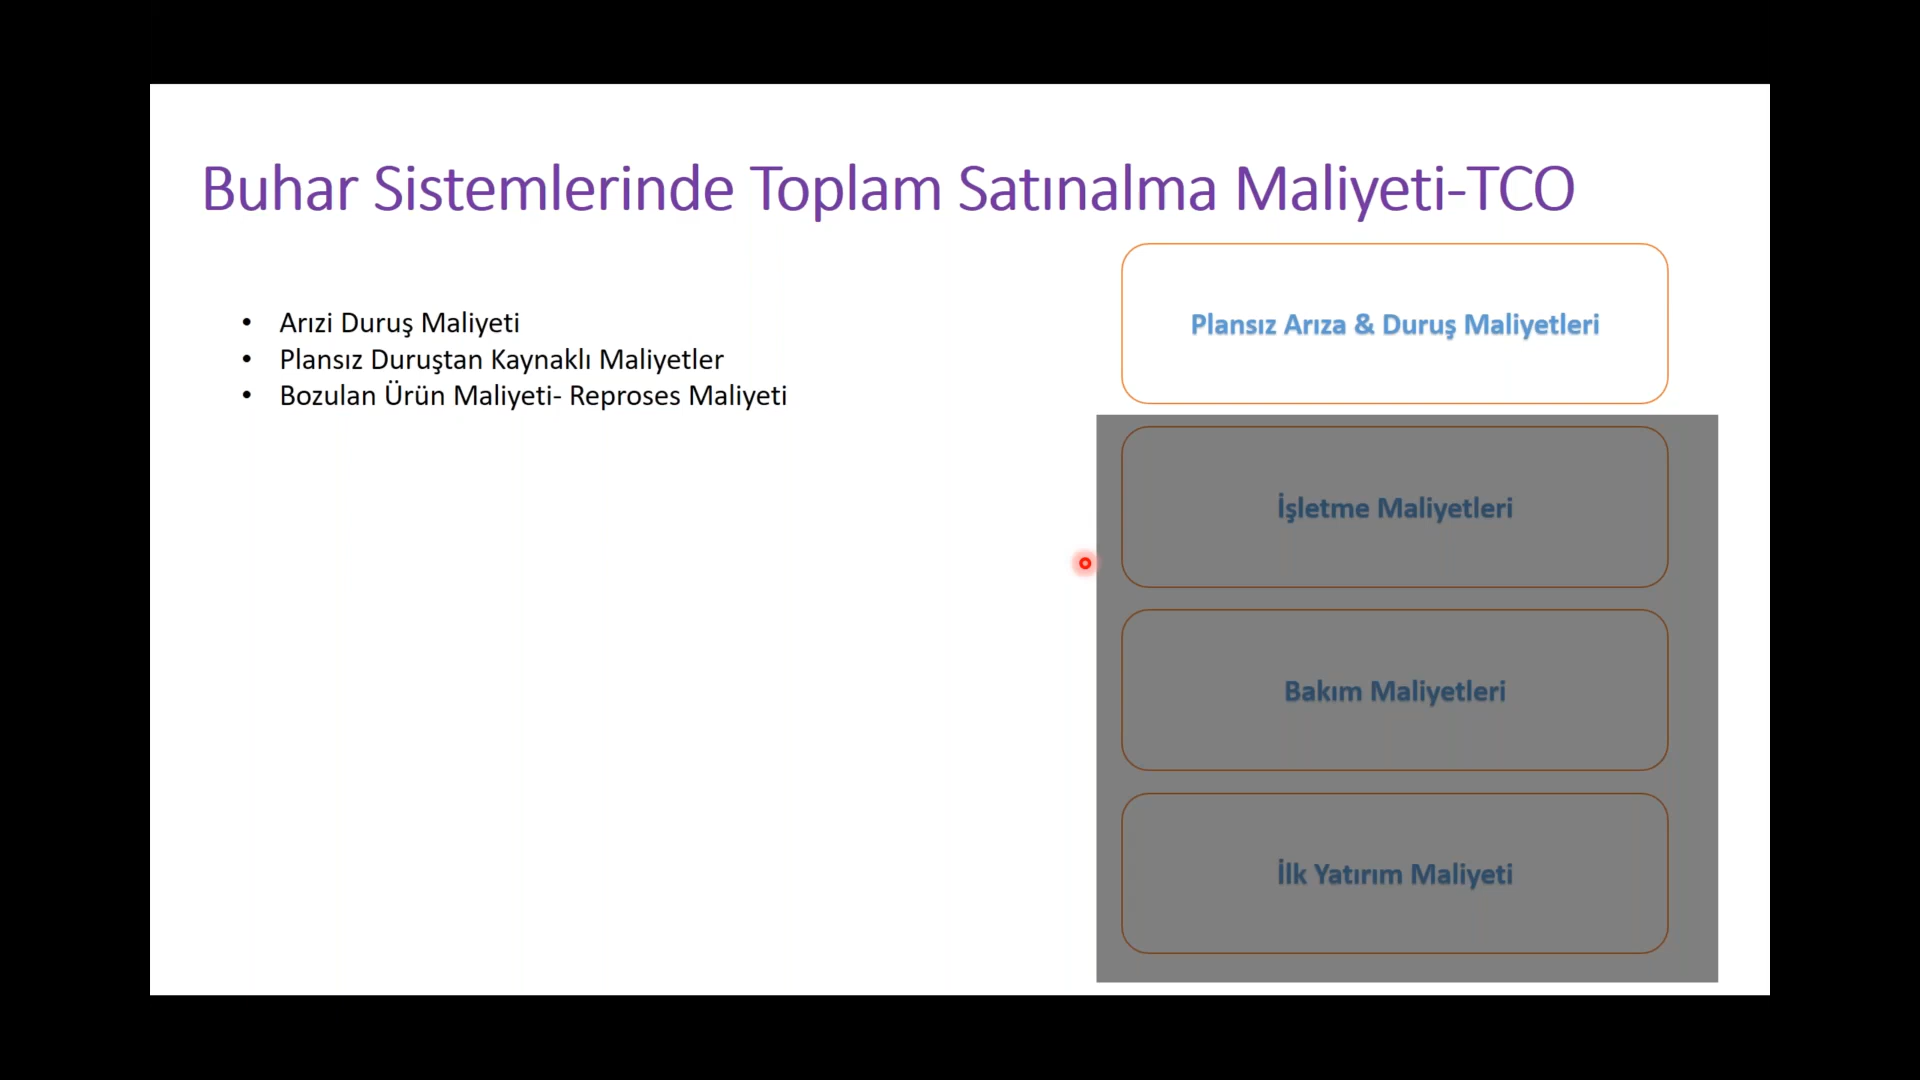 Buhar Sistemlerinde Toplam Satınalma Maliyeti-TCO
• Arızi Duruş Maliyeti
• Plansız Duruştan Kaynaklı Maliyetler
• Bozulan Ürün Maliyeti- Reproses Maliyeti
Plansız Arıza & Duruş Maliyetleri
İşletme Maliyetleri
Bakım Maliyetleri
İlk Yatırım Maliyeti